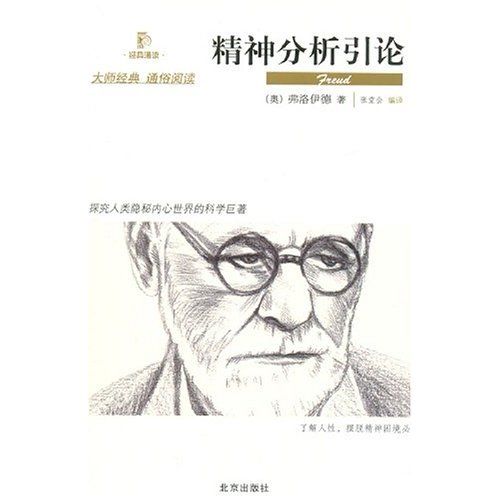 经典漫读
大师经典 通俗阅读
精神分析引论
Freud
(奥) 弗洛伊德 著
张堂会 编译
探究人类隐秘内心世界的科学巨著
了解人性，摆脱精神困境必
北京出版社